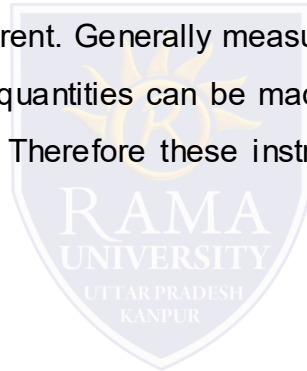 rent. Generally measu
quantities can be mad
Therefore these instr
RAMA
UNIVERSITY
UTTAR PRADESH
KANPUR